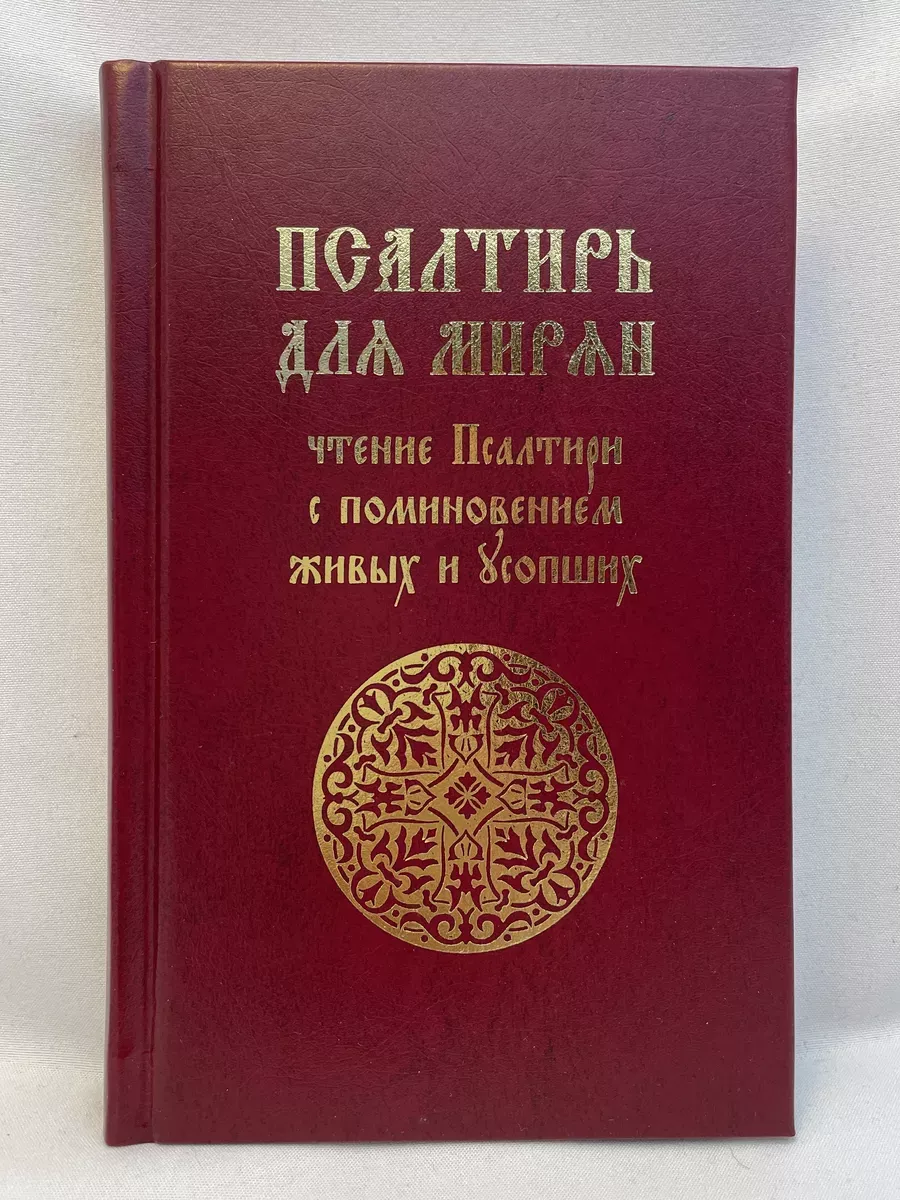 ПСАЛТИРЬ
ДЛЯ МИРЯН
чтение Псалтири
с поминовением
живых и усопших